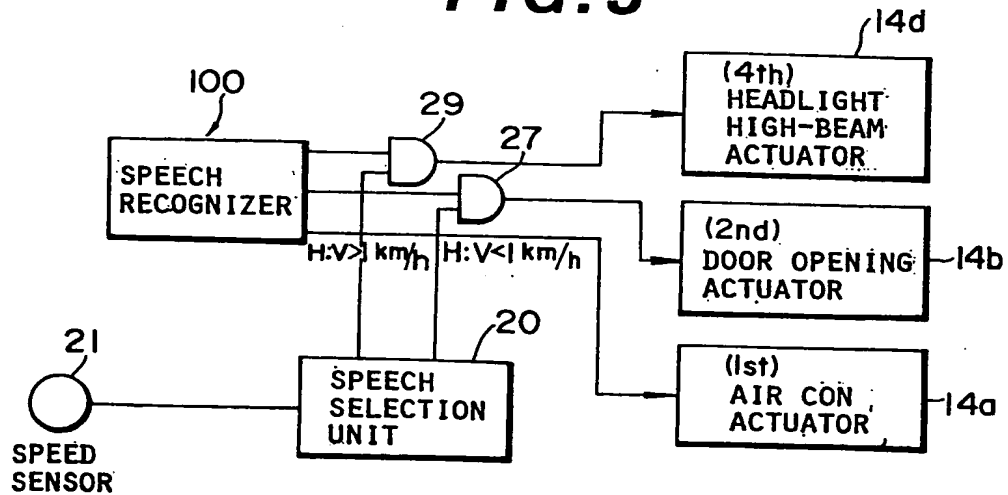 FIG. 5
14d
(4th)
HEADLIGHT
HIGH-BEAM
ACTUATOR
100
29
27
SPEECH
RECOGNIZER
H:V>1 km/h
H:V<1 km/h
(2nd)
DOOR OPENING
ACTUATOR
14b
21
20
SPEECH
SELECTION
UNIT
SPEED
SENSOR
(1st)
AIR CON
ACTUATOR
14a